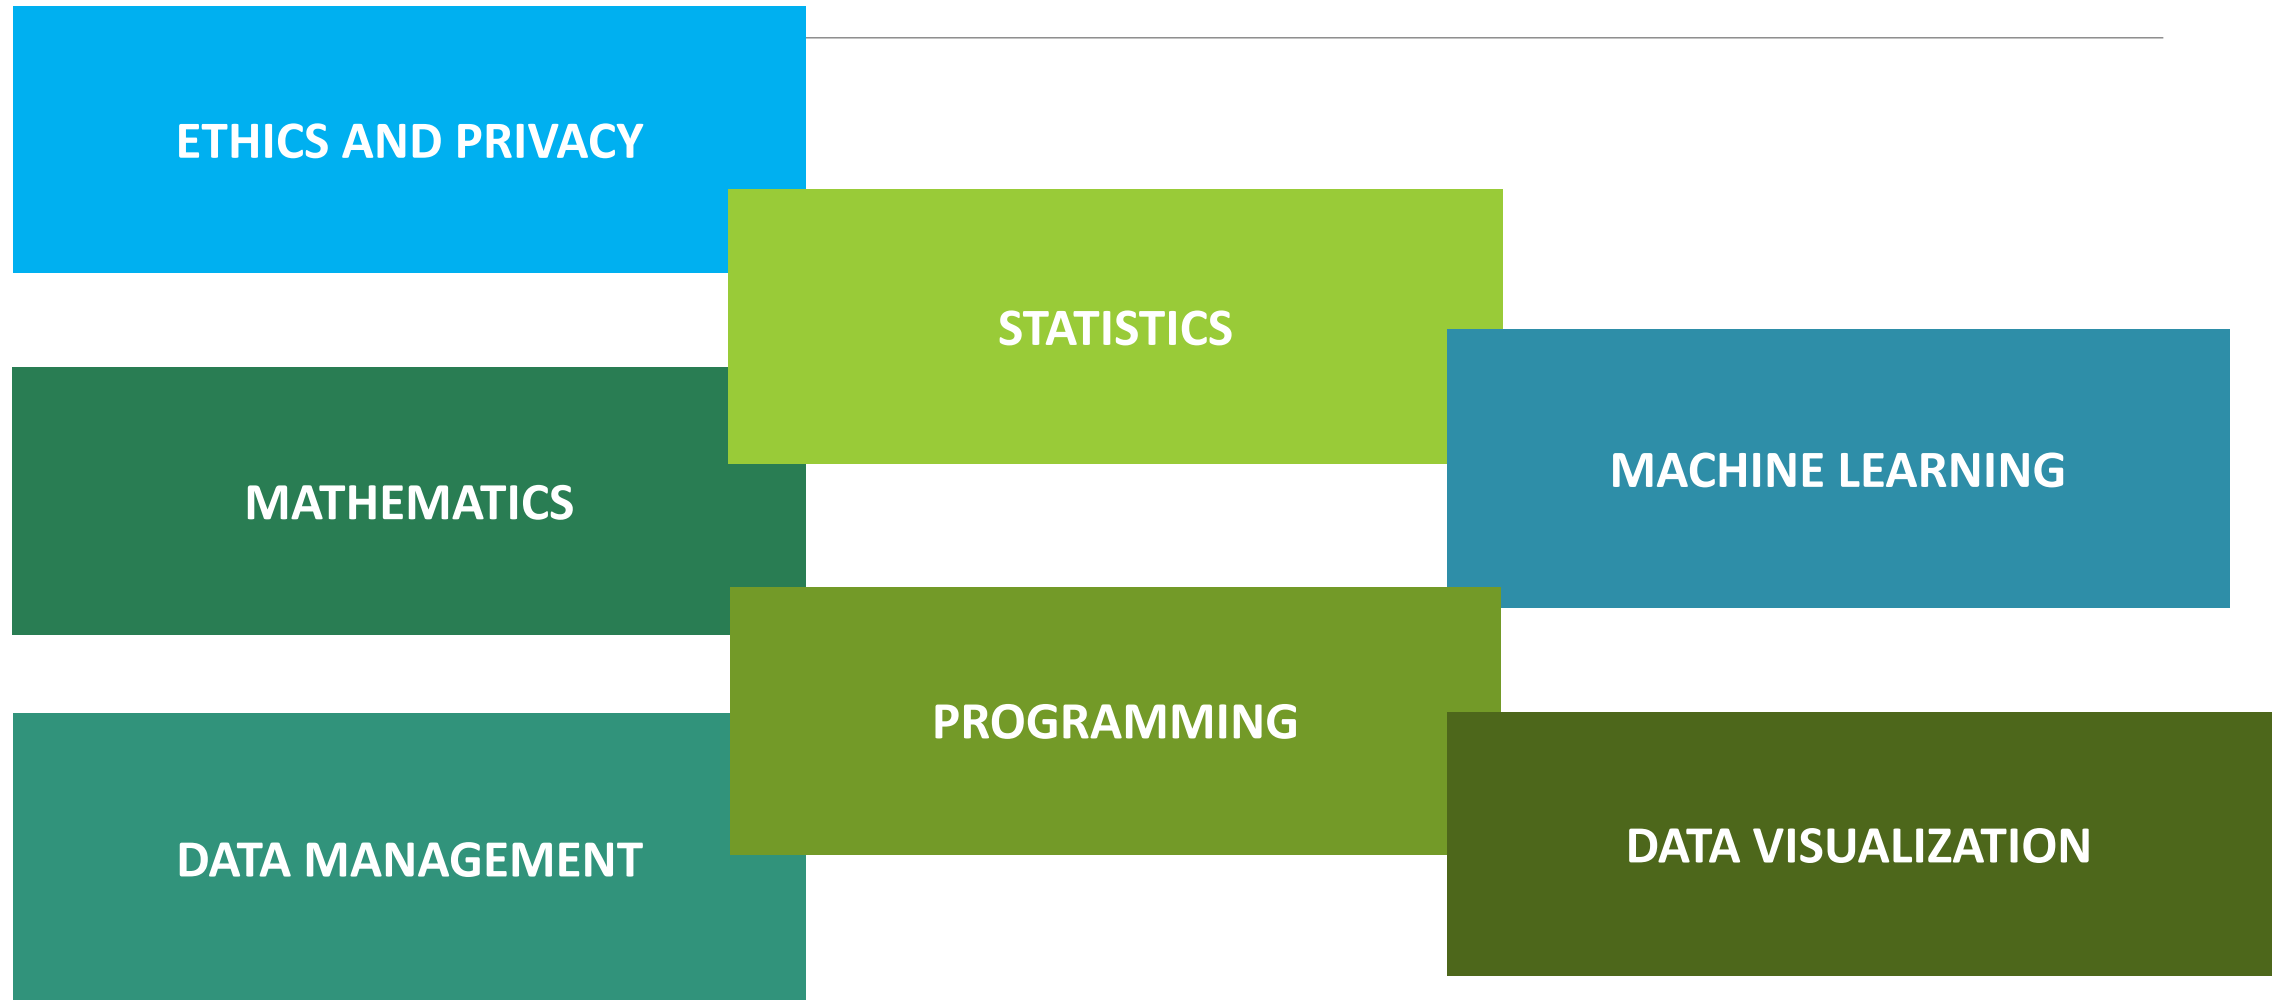 ETHICS AND PRIVACY
STATISTICS
MACHINE LEARNING
MATHEMATICS
PROGRAMMING
DATA VISUALIZATION
DATA MANAGEMENT